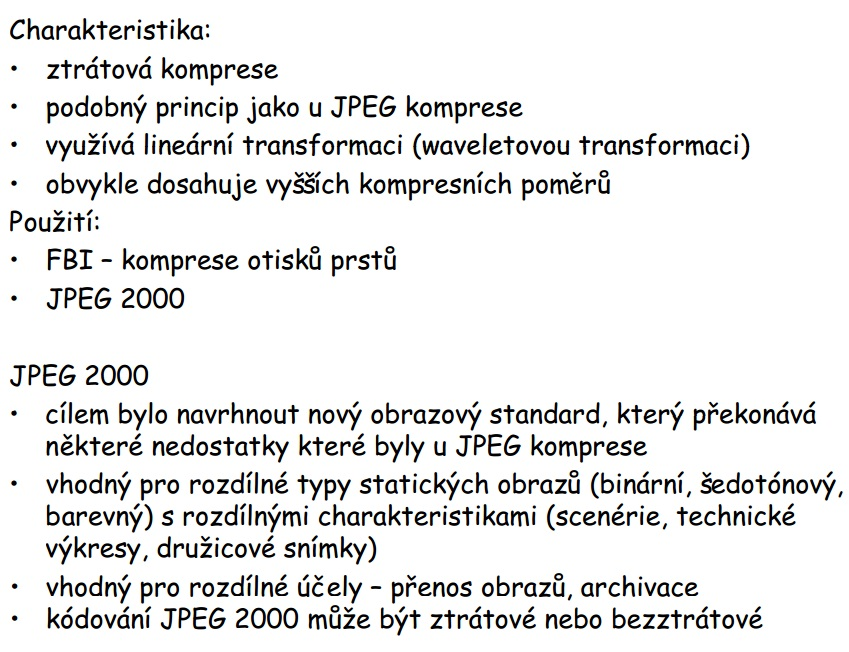 Charakteristika:
• ztrátová komprese
• podobný princip jako u JPEG komprese
• využívá lineární transformaci (waveletovou transformaci)
• obvykle dosahuje vyšších kompresních poměrů
Použití:
• FBI – komprese otisků prstů
• JPEG 2000
JPEG 2000
• cílem bylo navrhnout nový obrazový standard, který překonává
některé nedostatky které byly u JPEG komprese
• vhodný pro rozdílné typy statických obrazů (binární, šedotónový,
barevný) s rozdílnými charakteristikami (scenérie, technické
výkresy, družicové snímky)
• vhodný pro rozdílné účely – přenos obrazů, archivace
• kódování JPEG 2000 může být ztrátové nebo bezztrátové